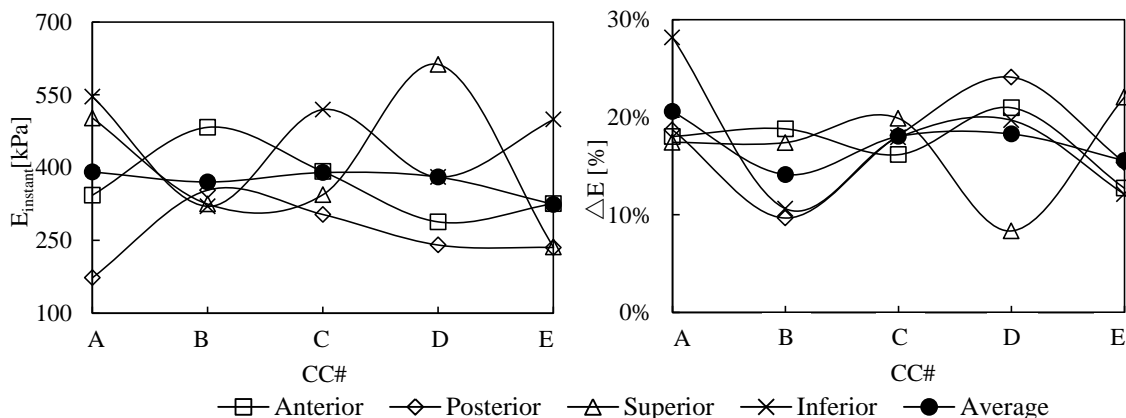 700
550
400
250
100
E_instant [kPa]
A B C D E
CC#
30%
20%
10%
0%
△E [%]
A B C D E
CC#
Anterior Posterior Superior Inferior Average